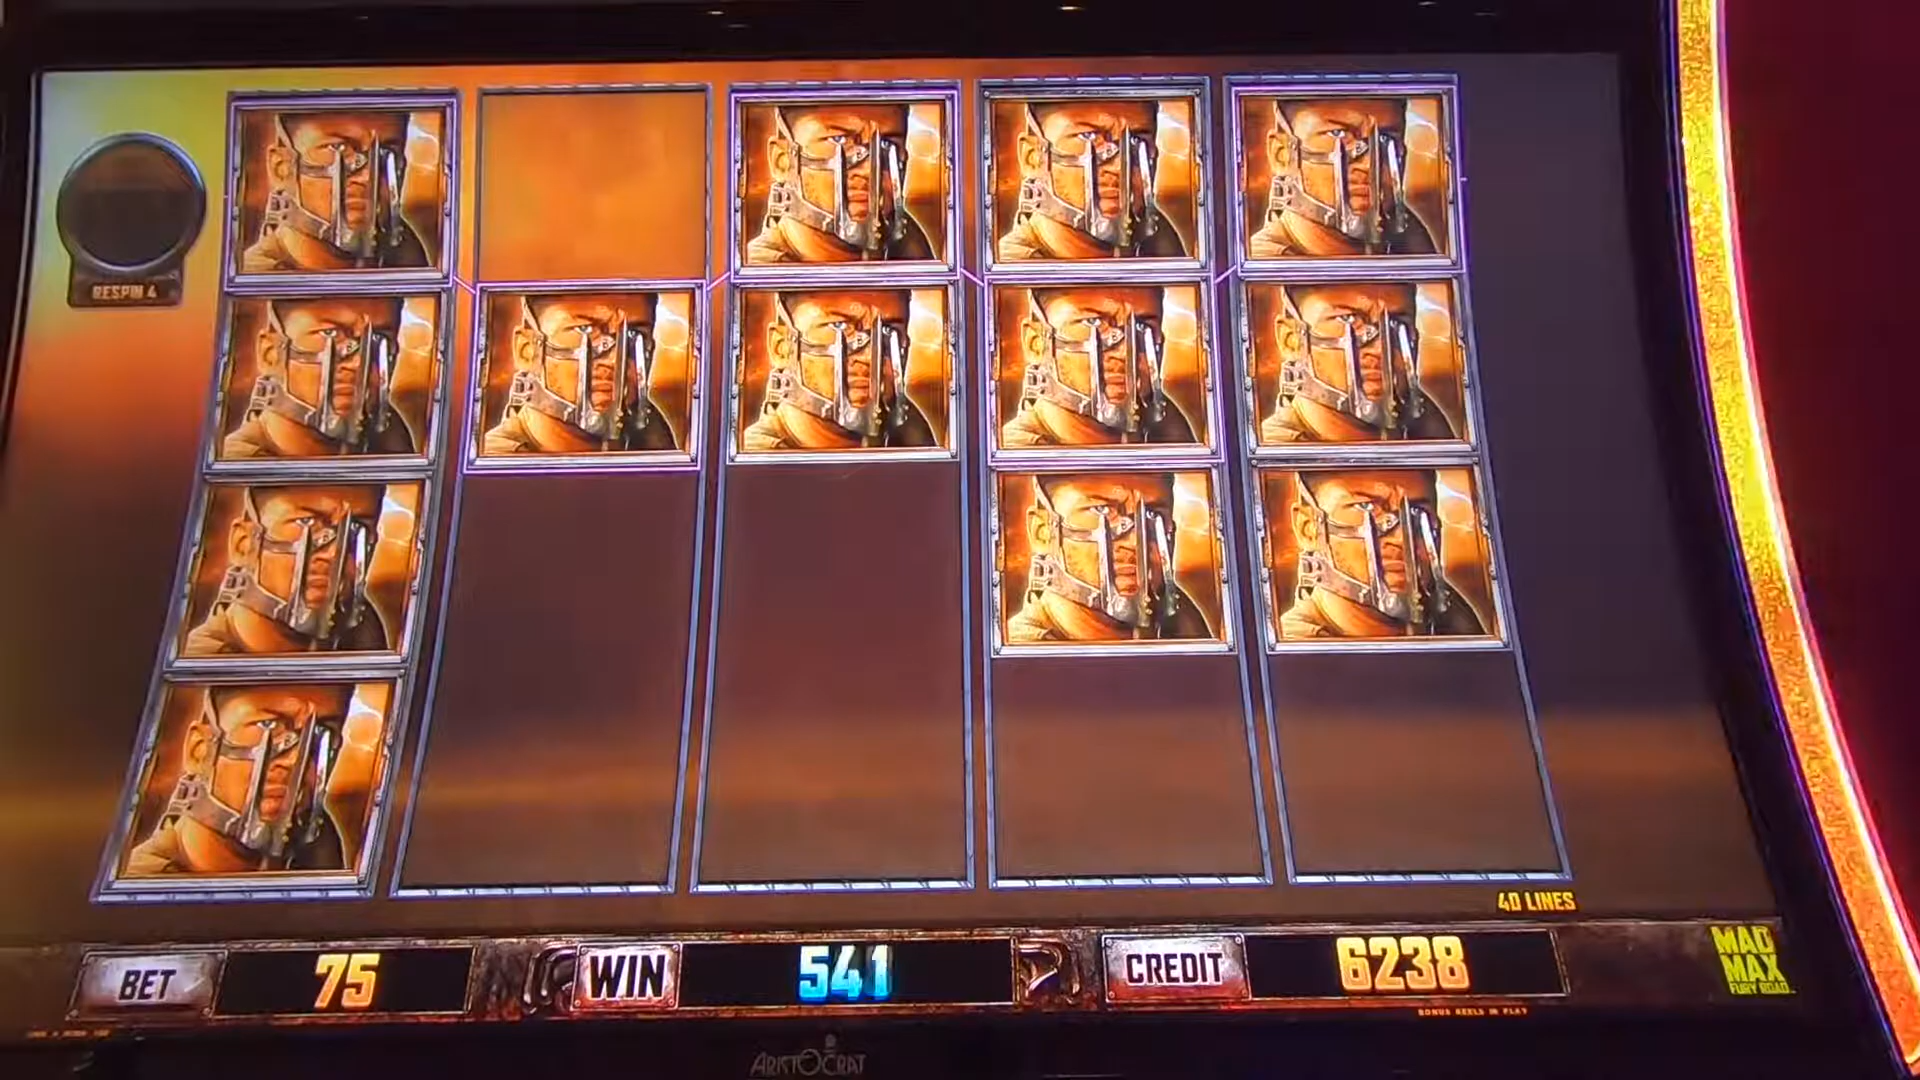 RESPIN 4
40 LINES
BET 75 WIN 541 CREDIT 6238
MAD
MAX
FURY ROAD
BONUS REELS IN PLAY
ARISTOCRAT